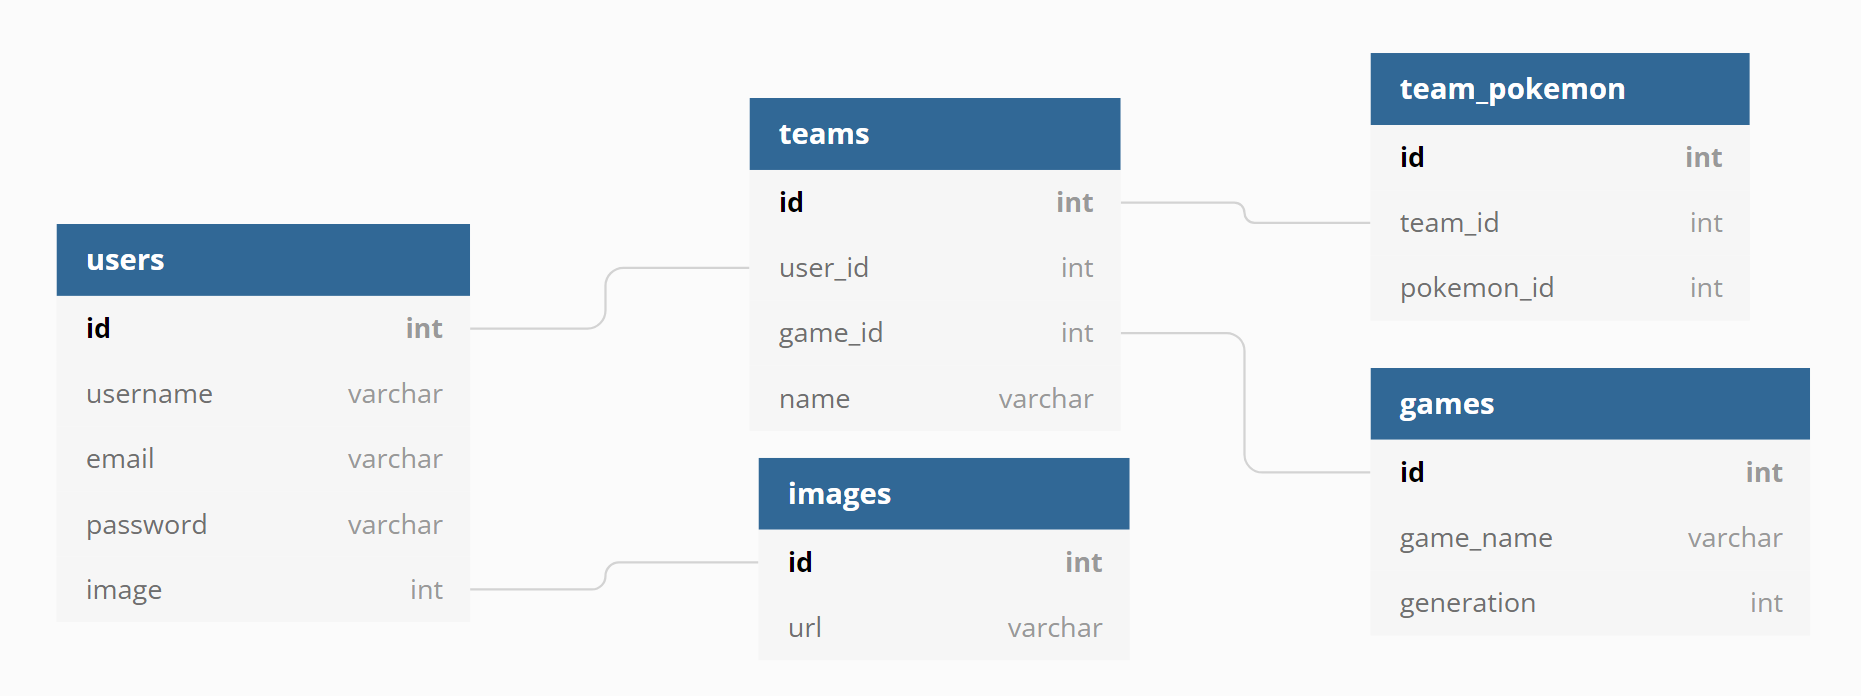 users
id int
username varchar
email varchar
password varchar
image int
teams
id int
user_id int
game_id int
name varchar
images
id int
url varchar
team_pokemon
id int
team_id int
pokemon_id int
games
id int
game_name varchar
generation int